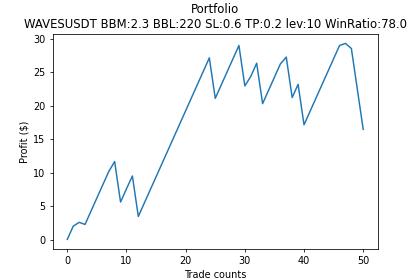 Portfolio
WAVESUSDT BBM:2.3 BBL:220 SL:0.6 TP:0.2 lev:10 WinRatio:78.0
30
25
20
15
10
5
0
Profit ($)
0 10 20 30 40 50
Trade counts